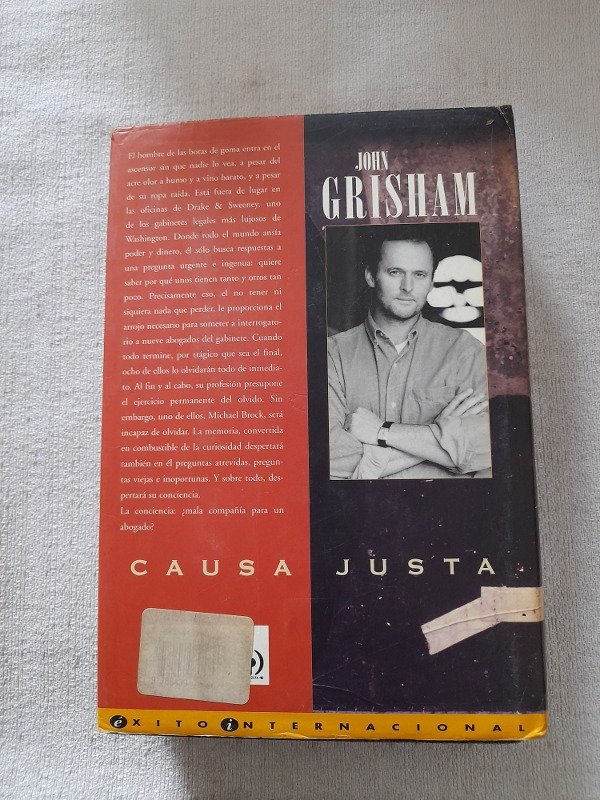 El hombre de las botas de goma entra en el
ascensor sin que nadie lo vea, a pesar del
acre olor a humo y a vino barato, y a pesar
de su ropa raída. Está fuera de lugar en
las oficinas de Drake & Sweeney, uno
de los gabinetes legales más lujosos de
Washington. Donde todo el mundo ansía
poder y dinero, él sólo busca respuestas a
una pregunta urgente e ingenua: quiere
saber por qué unos tienen tanto y otros tan
poco. Precisamente eso, el no tener ni
siquiera nada que perder, le proporciona el
arrojo necesario para someter a interrogato-
rio a nueve abogados del gabinete. Cuando
todo termine, por trágico que sea el final,
ocho de ellos lo olvidarán todo de inmedia-
to. Al fin y al cabo, su profesión presupone
el ejercicio permanente del olvido. Sin
embargo, uno de ellos, Michael Brock, será
incapaz de olvidar. La memoria, convertida
en combustible de la curiosidad despertará
también en él preguntas atrevidas, pregun-
tas viejas e inoportunas. Y sobre todo, des-
pertará su conciencia.
La conciencia: ¿mala compañía para un
abogado?
JOHN
GRISHAM
CAUSA JUSTA
éXITO iNTERNACIONAL